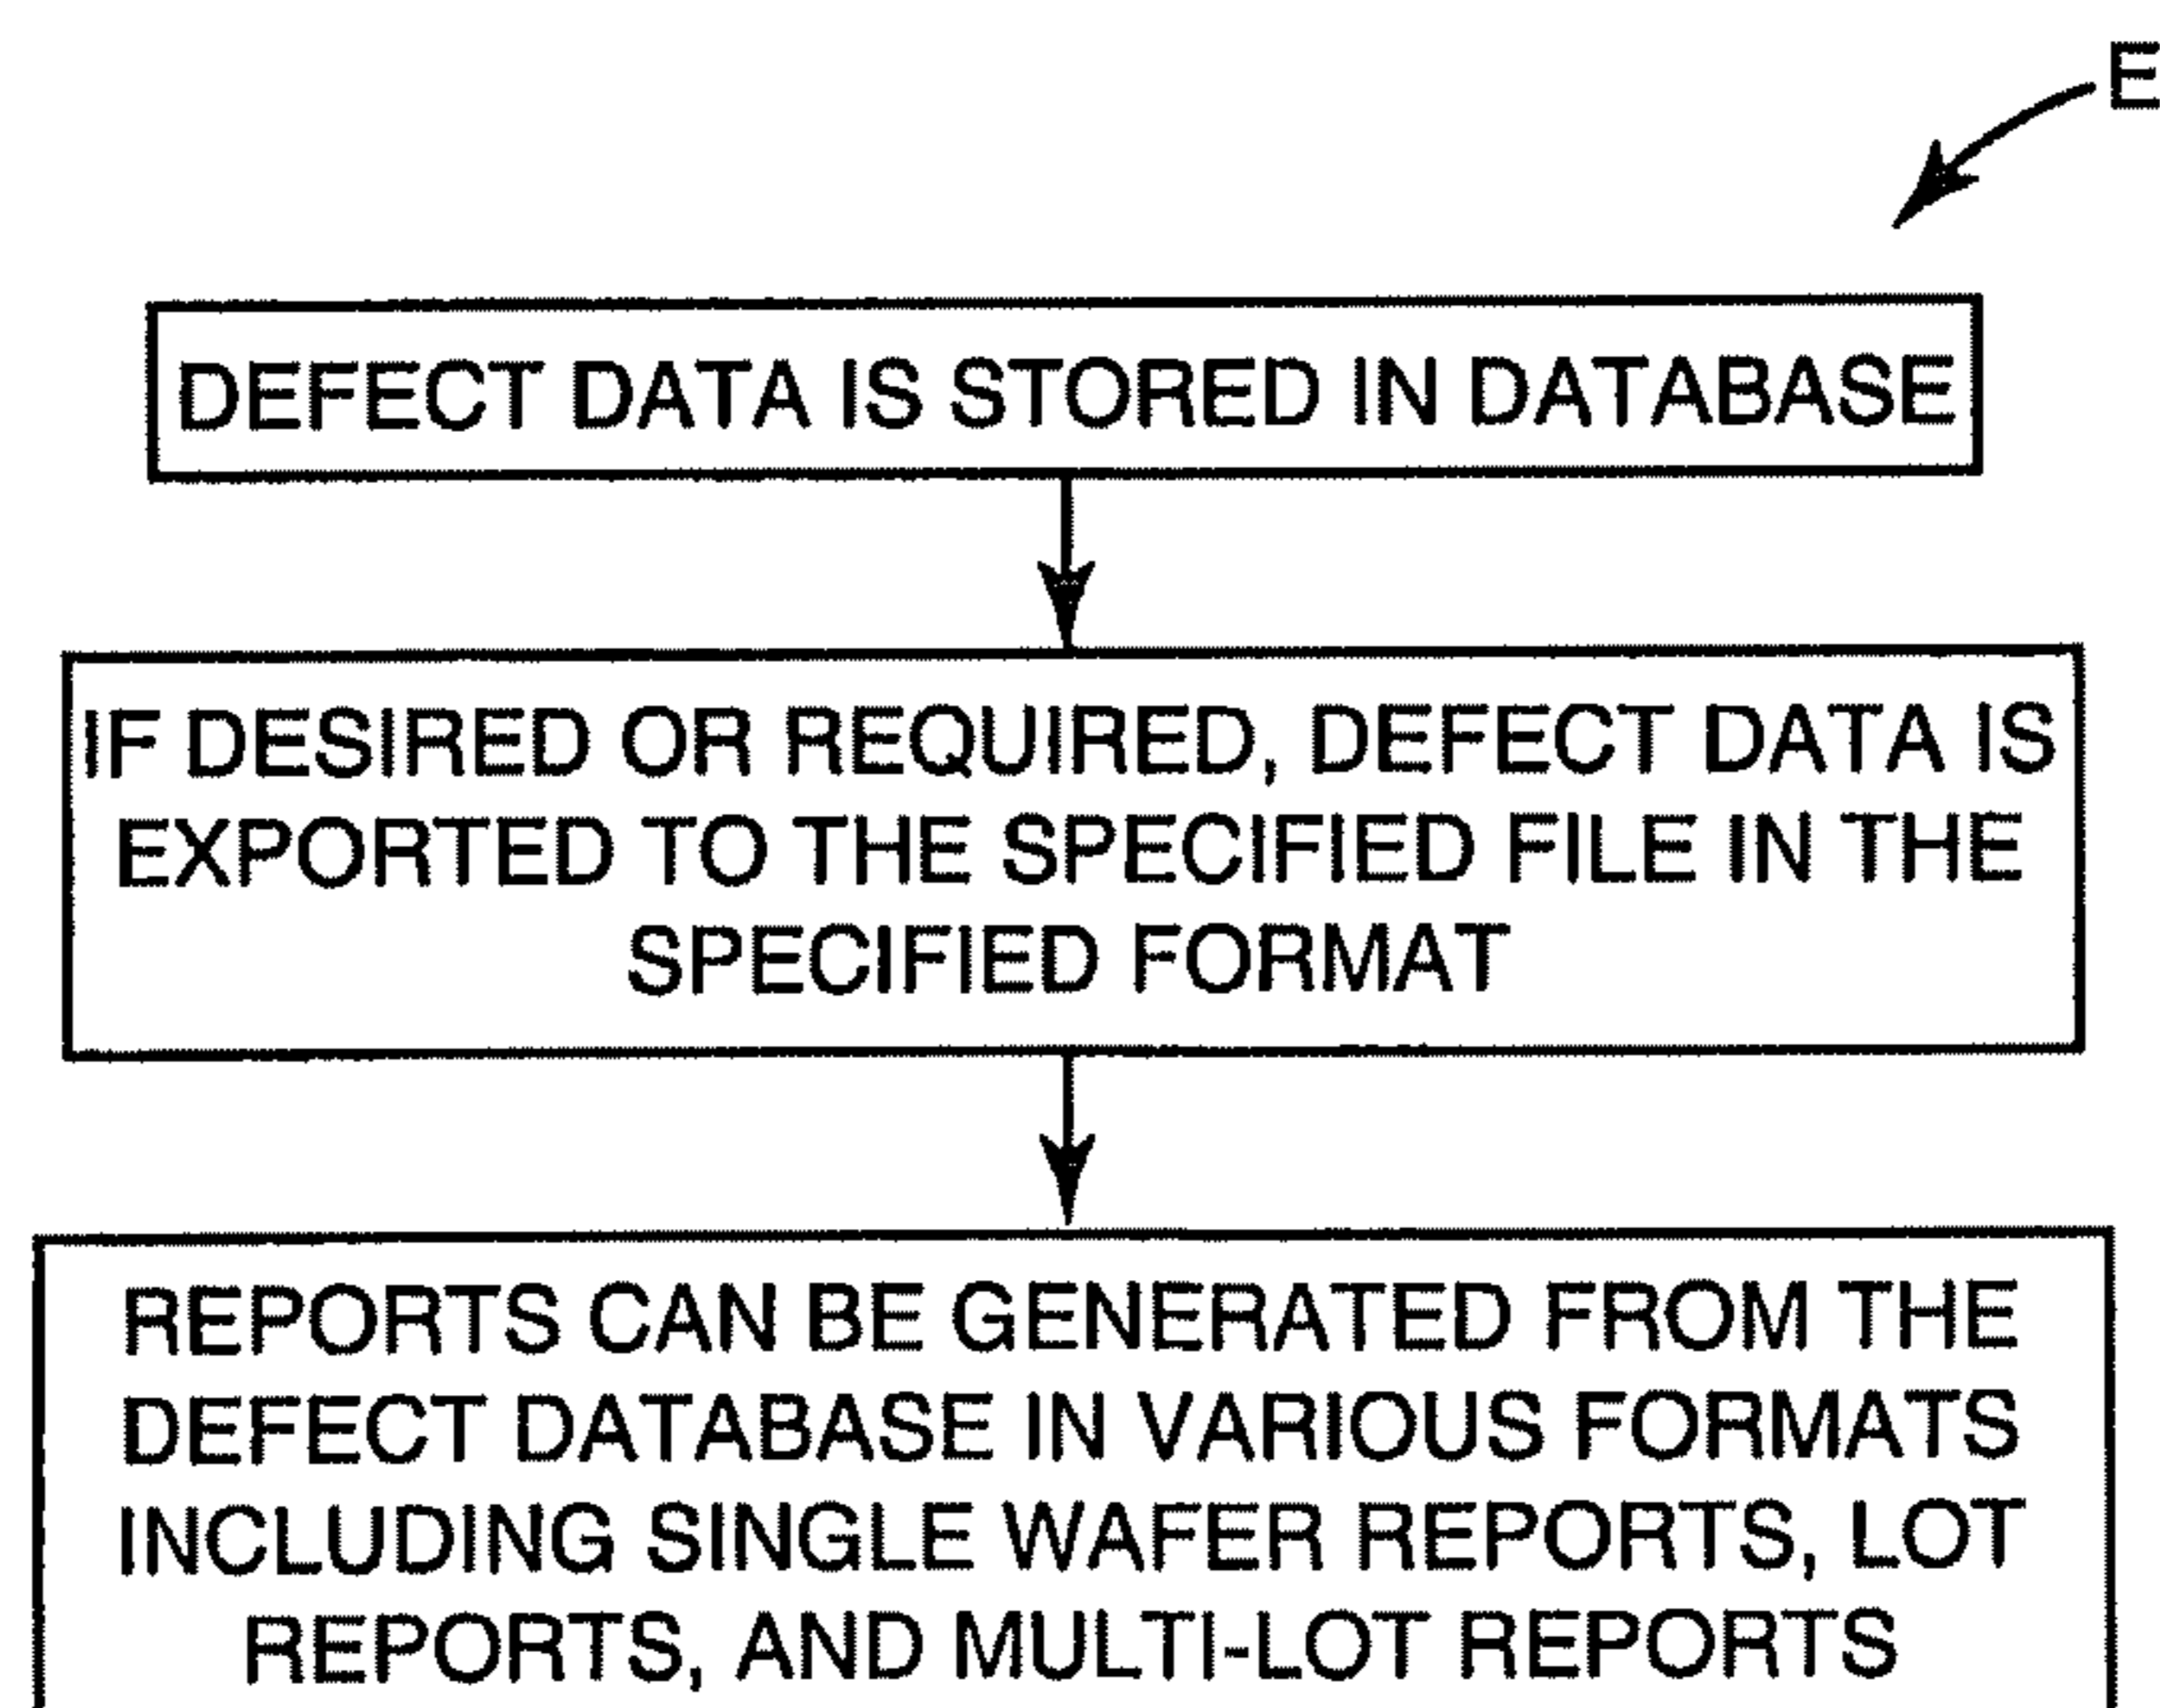 E
DEFECT DATA IS STORED IN DATABASE
IF DESIRED OR REQUIRED, DEFECT DATA IS
EXPORTED TO THE SPECIFIED FILE IN THE
SPECIFIED FORMAT
REPORTS CAN BE GENERATED FROM THE
DEFECT DATABASE IN VARIOUS FORMATS
INCLUDING SINGLE WAFER REPORTS, LOT
REPORTS, AND MULTI-LOT REPORTS